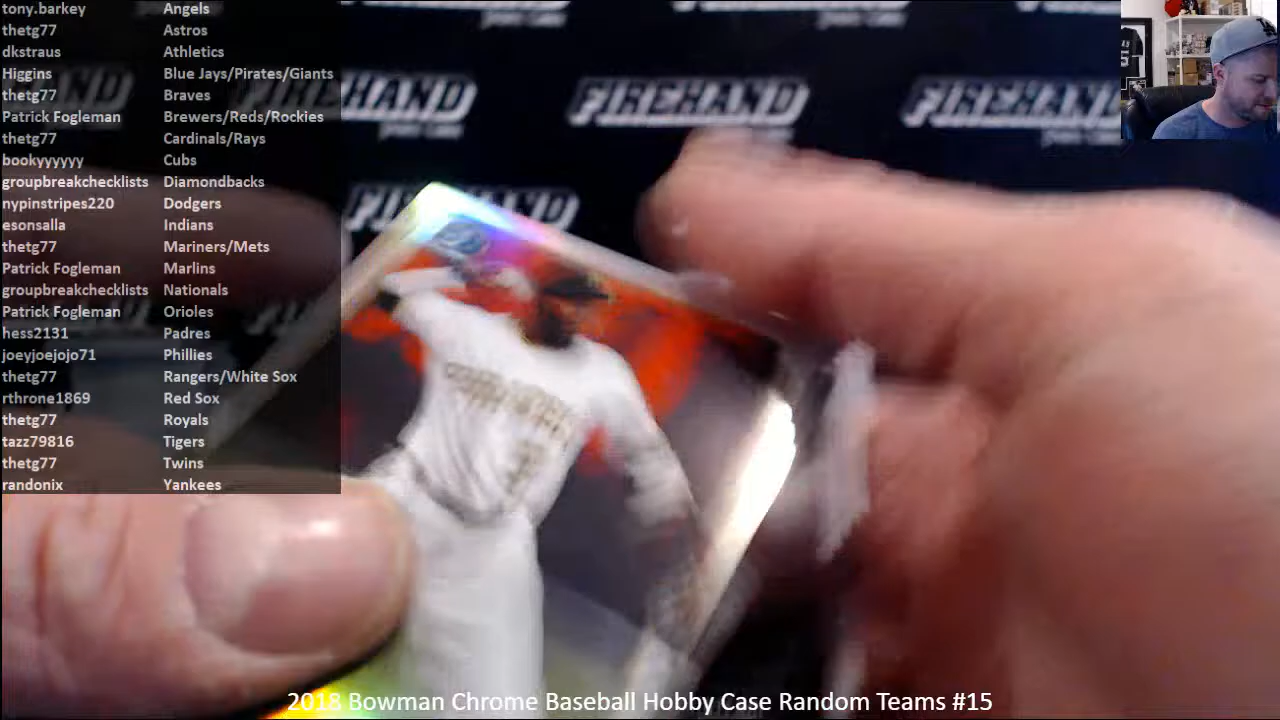 tony.barkey Angels
thetg77 Astros
dkstraus Athletics
Higgins Blue Jays/Pirates/Giants
thetg77 Braves
Patrick Fogleman Brewers/Reds/Rockies
thetg77 Cardinals/Rays
bookyyyyyy Cubs
groupbreakchecklists Diamondbacks
nypinstripes220 Dodgers
esonsalla Indians
thetg77 Mariners/Mets
Patrick Fogleman Marlins
groupbreakchecklists Nationals
Patrick Fogleman Orioles
hess2131 Padres
joeyjoejojo71 Phillies
thetg77 Rangers/White Sox
rthrone1869 Red Sox
thetg77 Royals
tazz79816 Tigers
thetg77 Twins
randonix Yankees
FIREHAND
FIREHAND
FIREHAND
2018 Bowman Chrome Baseball Hobby Case Random Teams #15